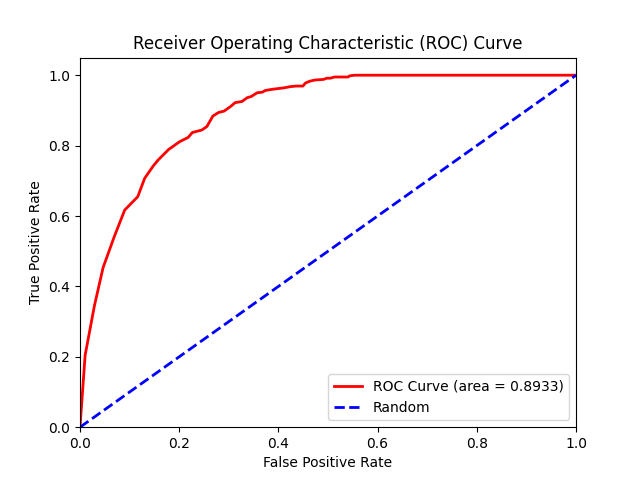 Receiver Operating Characteristic (ROC) Curve
1.0
0.8
0.6
0.4
0.2
0.0
True Positive Rate
ROC Curve (area = 0.8933)
Random
0.0 0.2 0.4 0.6 0.8 1.0
False Positive Rate